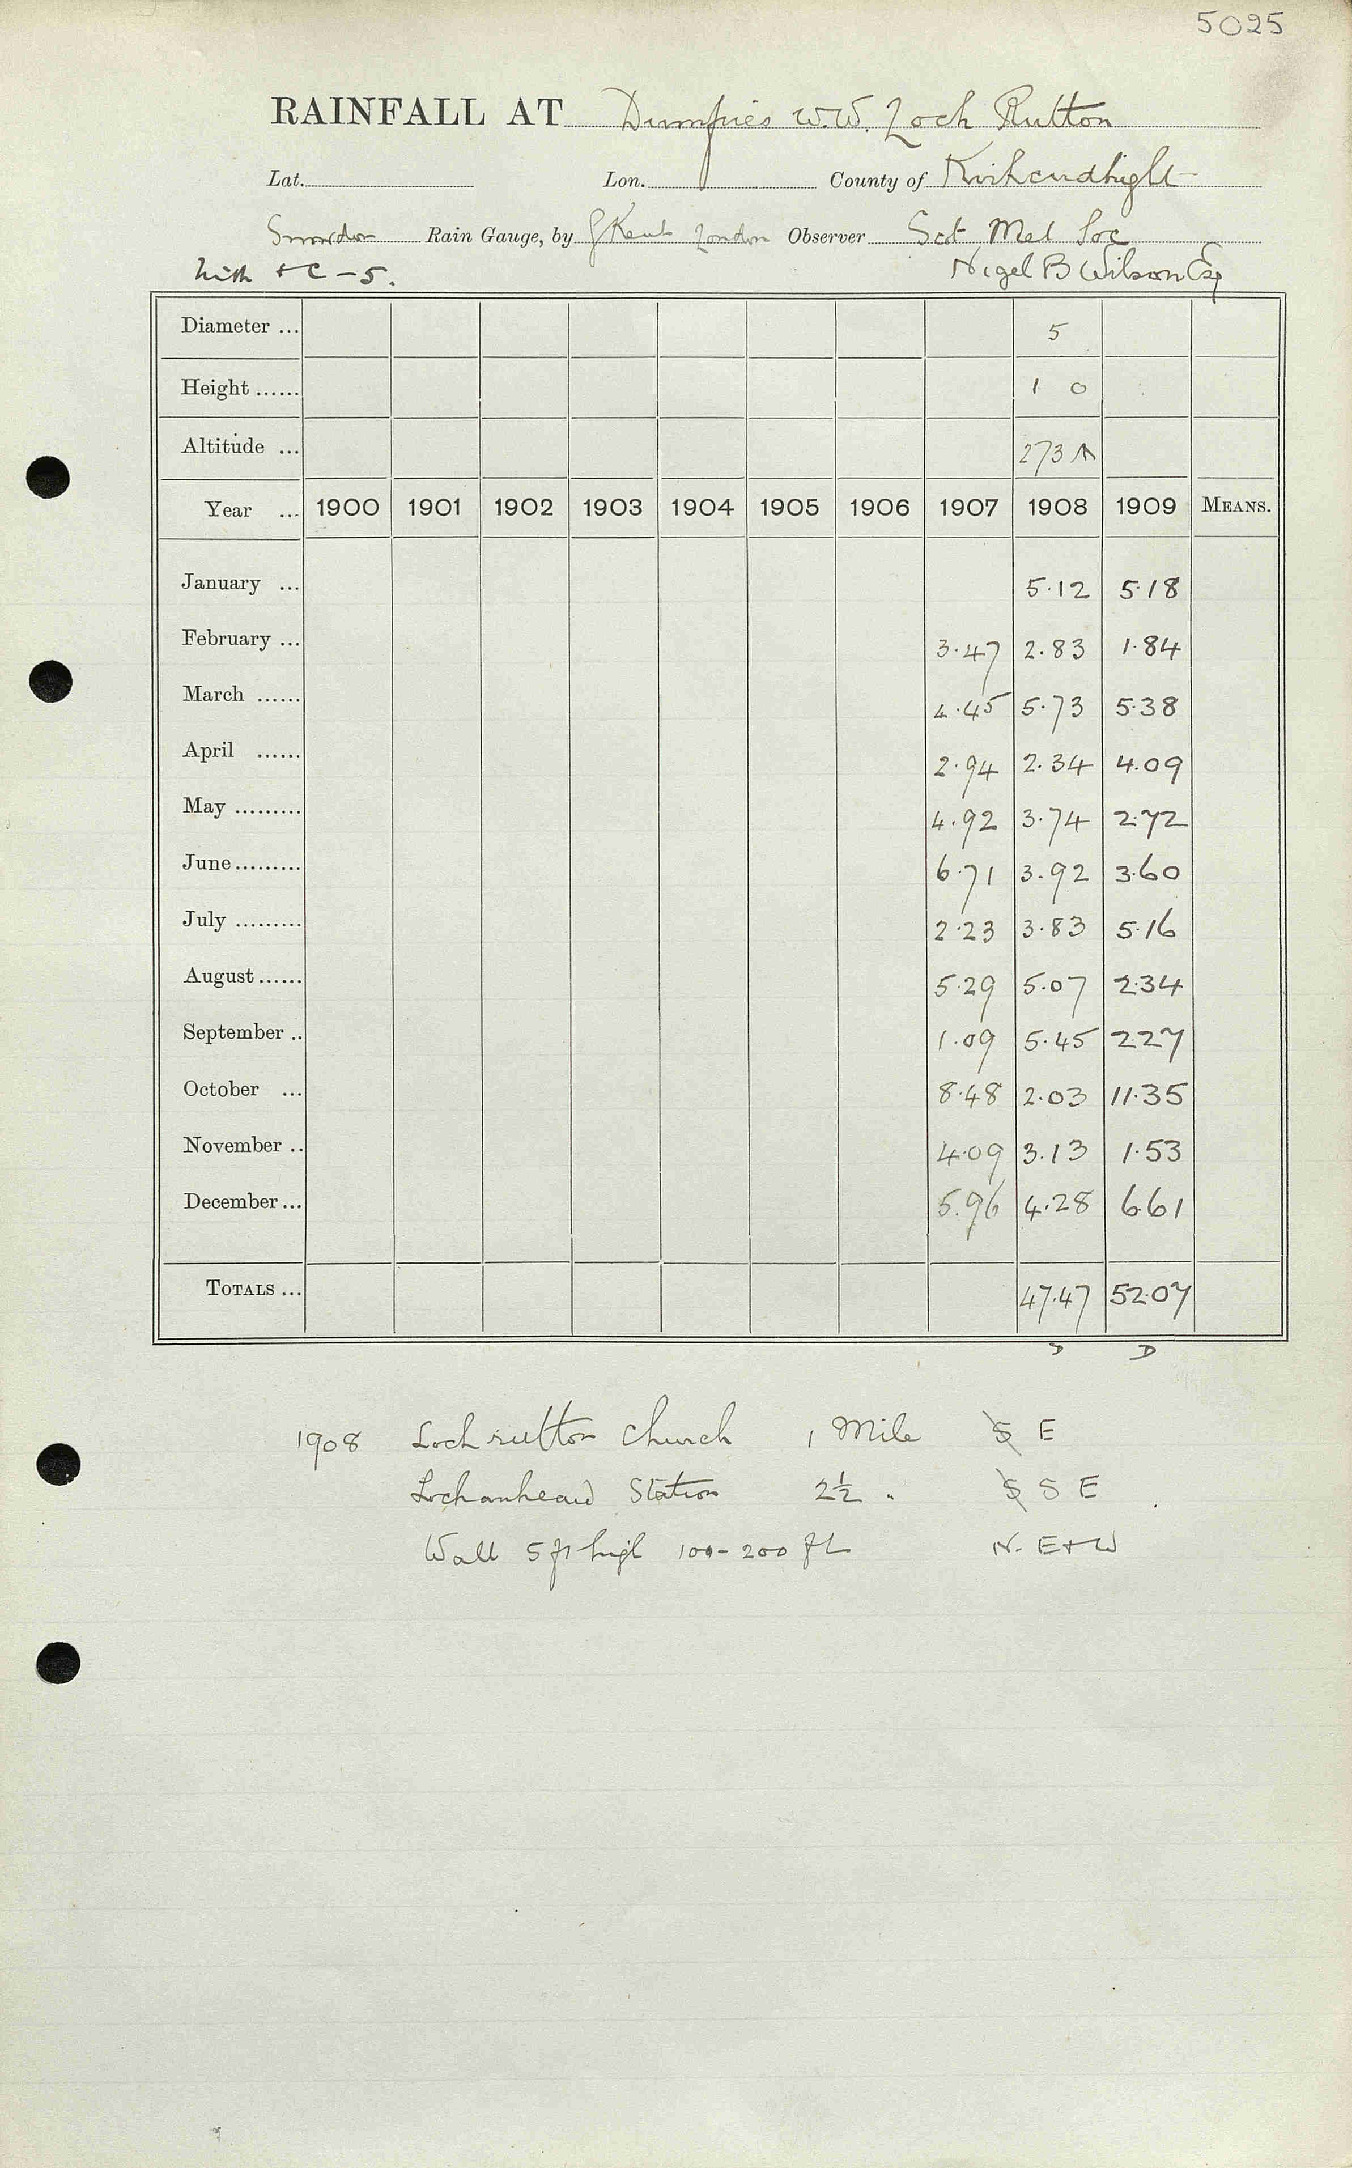 5025
RAINFALL AT Dumfries W.W. Loch Rutton
Lat. Lon. County of Kirkcudbright
Snowdon Rain Gauge, by J Kent London Observer Scot Met Soc
Nith + C - 5. Nigel B Wilson Esq
Diameter ... 5
Height ...... 1 0
Altitude ... 273
Year ... 1900 1901 1902 1903 1904 1905 1906 1907 1908 1909 MEANS.
January ... 5.12 5.18
February ... 3.47 2.83 1.84
March ...... 4.45 5.73 5.38
April ...... 2.94 2.34 4.09
May ......... 4.92 3.74 2.72
June ......... 6.71 3.92 3.60
July ......... 2.23 3.83 5.16
August ...... 5.29 5.07 2.34
September .. 1.09 5.45 2.27
October ... 8.48 2.03 11.35
November .. 4.09 3.13 1.53
December ... 5.96 4.28 6.61
TOTALS ... 47.47 52.07
D D
1908 Lochrutton Church 1 Mile S E
Lochanhead Station 2½ " S S E
Wall 5 ft high 100-200 ft N. E + W